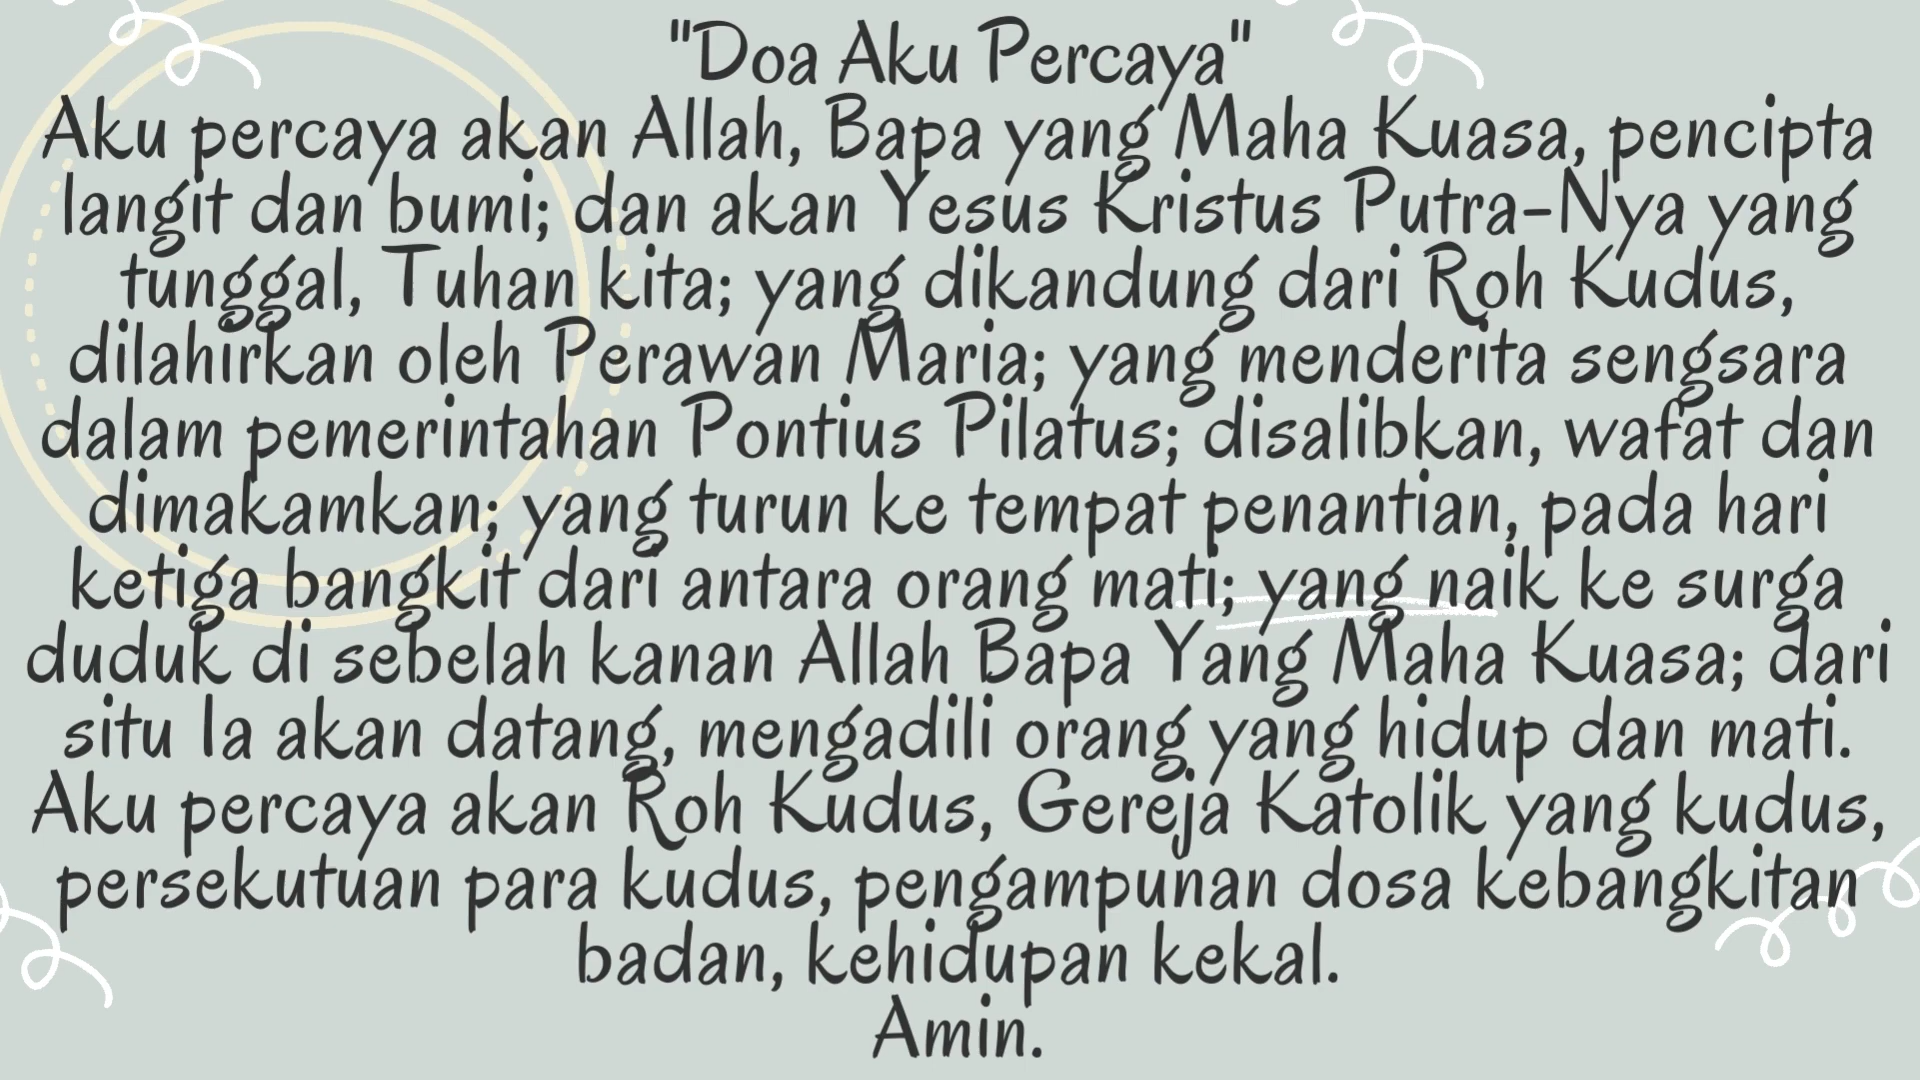 "Doa Aku Percaya"
Aku percaya akan Allah, Bapa yang Maha Kuasa, pencipta
langit dan bumi; dan akan Yesus Kristus Putra-Nya yang
tunggal, Tuhan kita; yang dikandung dari Roh Kudus,
dilahirkan oleh Perawan Maria; yang menderita sengsara
dalam pemerintahan Pontius Pilatus; disalibkan, wafat dan
dimakamkan; yang turun ke tempat penantian, pada hari
ketiga bangkit dari antara orang mati; yang naik ke surga
duduk di sebelah kanan Allah Bapa Yang Maha Kuasa; dari
situ Ia akan datang, mengadili orang yang hidup dan mati.
Aku percaya akan Roh Kudus, Gereja Katolik yang kudus,
persekutuan para kudus, pengampunan dosa kebangkitan
badan, kehidupan kekal.
Amin.